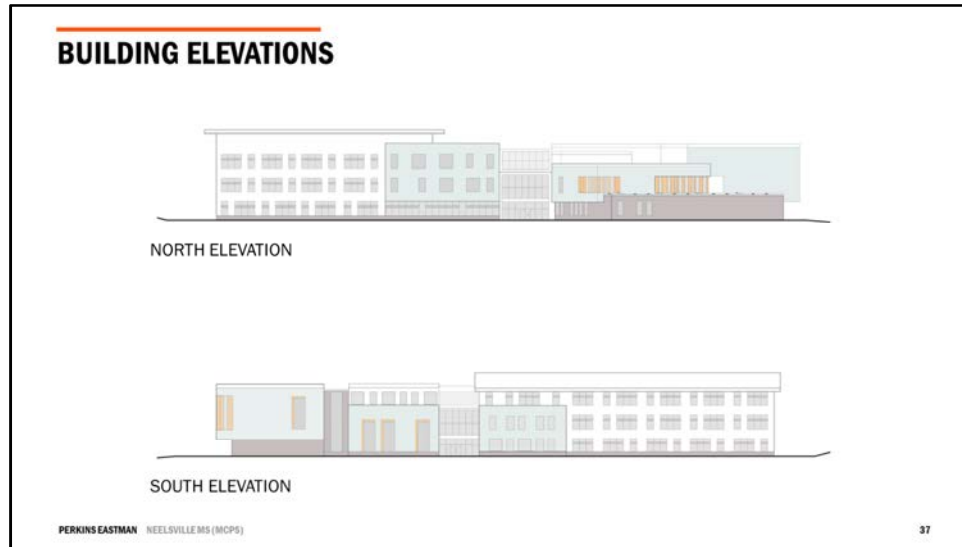 BUILDING ELEVATIONS
NORTH ELEVATION
SOUTH ELEVATION
PERKINS EASTMAN NEELSVILLE MS (MCPS)
37